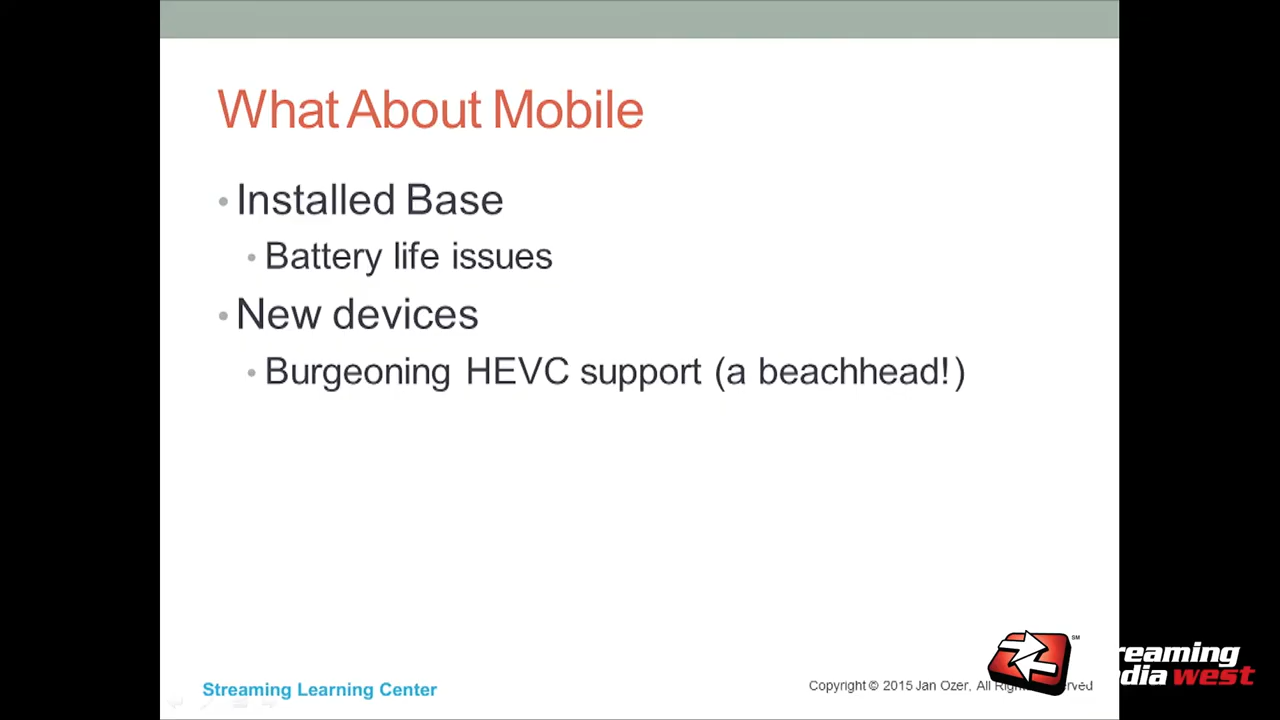 What About Mobile
• Installed Base
• Battery life issues
• New devices
• Burgeoning HEVC support (a beachhead!)
SM
reaming
dia west
Streaming Learning Center
Copyright © 2015 Jan Ozer, All